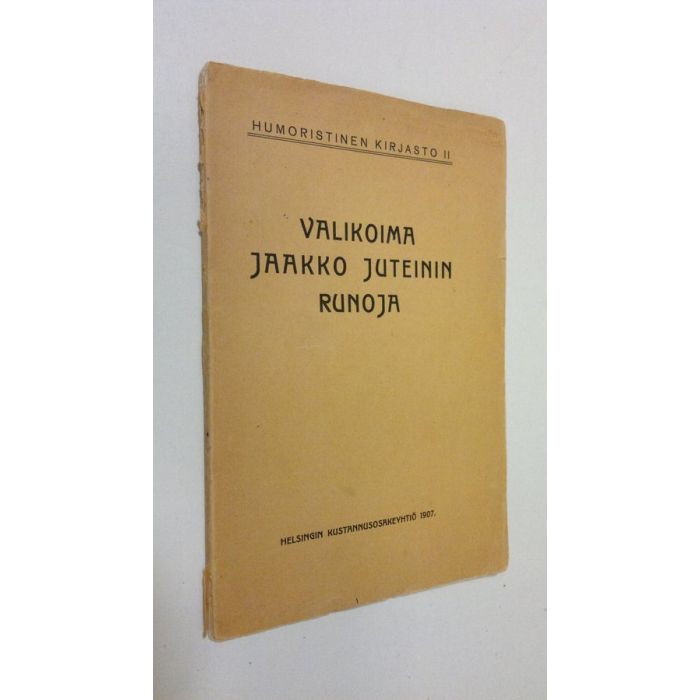 HUMORISTINEN KIRJASTO II
VALIKOIMA
JAAKKO JUTEININ
RUNOJA
HELSINGIN KUSTANNUSOSAKEYHTIÖ 1907.